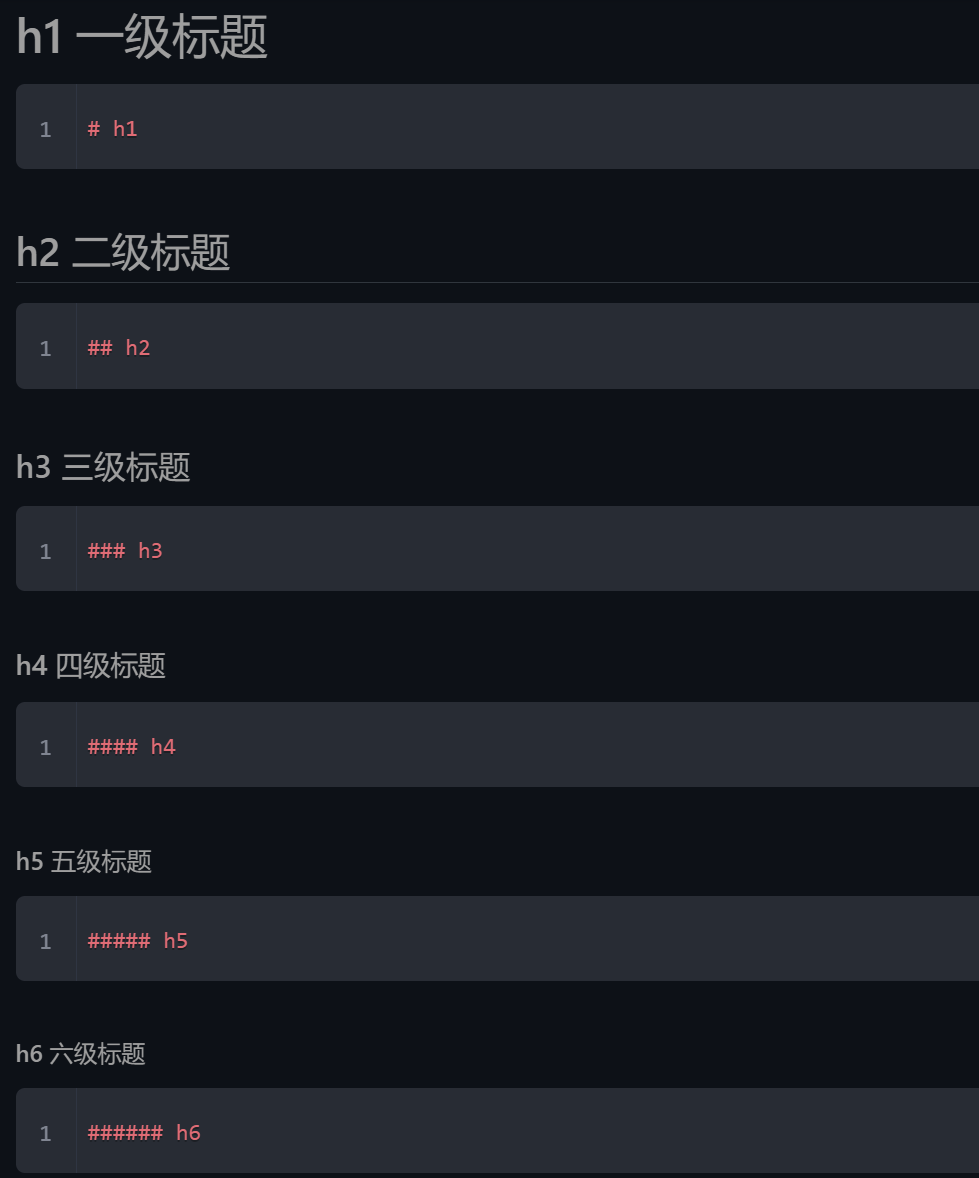 h1 一级标题
1 # h1
h2 二级标题
1 ## h2
h3 三级标题
1 ### h3
h4 四级标题
1 #### h4
h5 五级标题
1 ##### h5
h6 六级标题
1 ###### h6